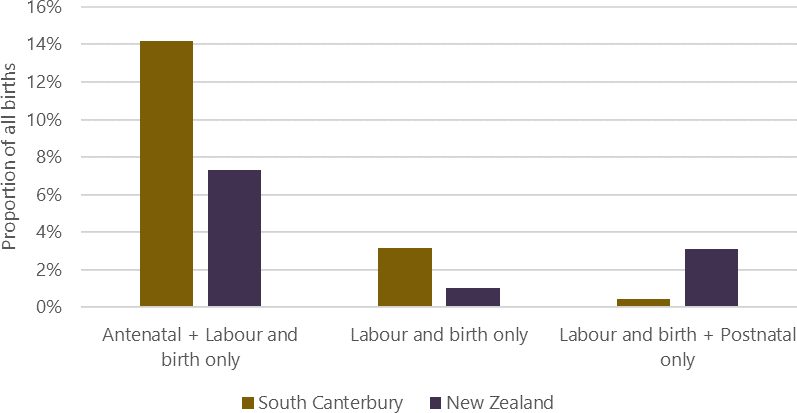 16%
14%
12%
10%
8%
6%
4%
2%
0%
Proportion of all births
Antenatal + Labour and
birth only
Labour and birth only
Labour and birth + Postnatal
only
South Canterbury
New Zealand